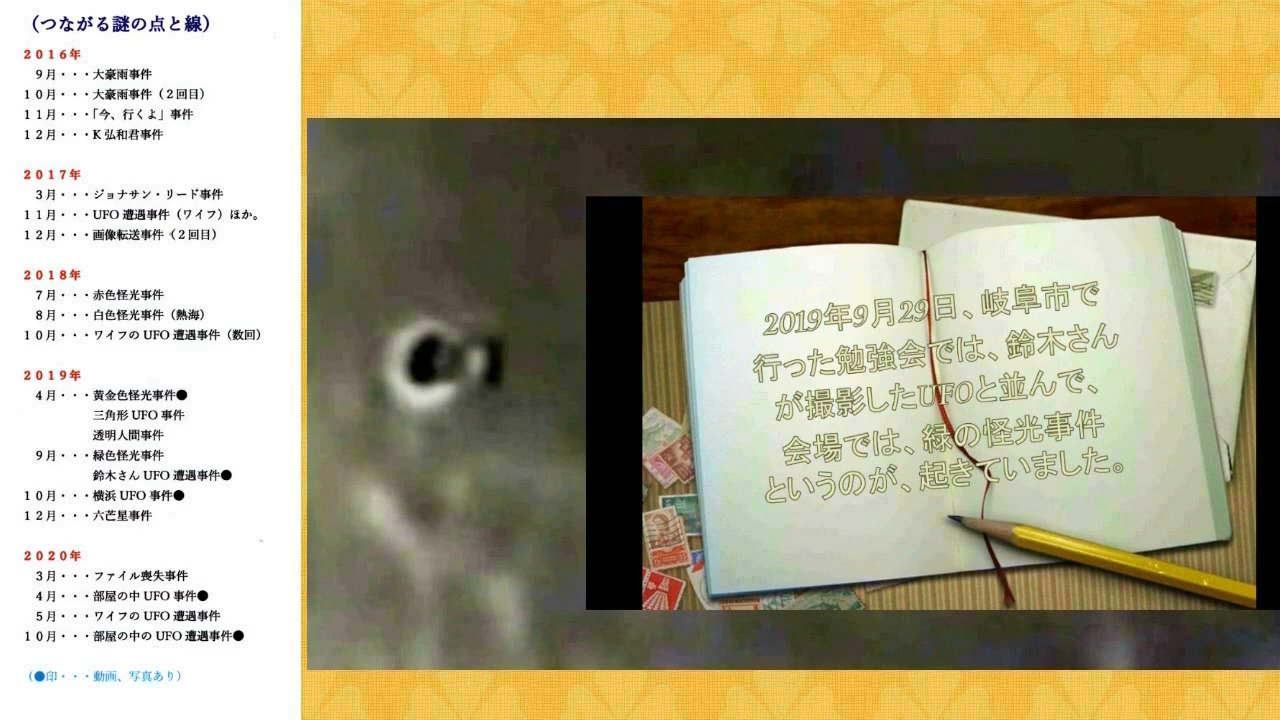 （つながる謎の点と線）
２０１６年
９月・・・大豪雨事件
１０月・・・大豪雨事件（２回目）
１１月・・・「今、行くよ」事件
１２月・・・K 弘和君事件
２０１７年
３月・・・ジョナサン・リード事件
１１月・・・UFO 遭遇事件（ワイフ）ほか。
１２月・・・画像転送事件（２回目）
２０１８年
７月・・・赤色怪光事件
８月・・・白色怪光事件（熱海）
１０月・・・ワイフの UFO 遭遇事件（数回）
２０１９年
４月・・・黄金色怪光事件●
三角形 UFO 事件
透明人間事件
９月・・・緑色怪光事件
鈴木さん UFO 遭遇事件●
１０月・・・横浜 UFO 事件●
１２月・・・六芒星事件
２０２０年
３月・・・ファイル喪失事件
４月・・・部屋の中 UFO 事件●
５月・・・ワイフの UFO 遭遇事件
１０月・・・部屋の中の UFO 遭遇事件●
（●印・・・動画、写真あり）
2019年9月29日、岐阜市で
行った勉強会では、鈴木さん
が撮影したUFOと並んで、
会場では、緑の怪光事件
というのが、起きていました。